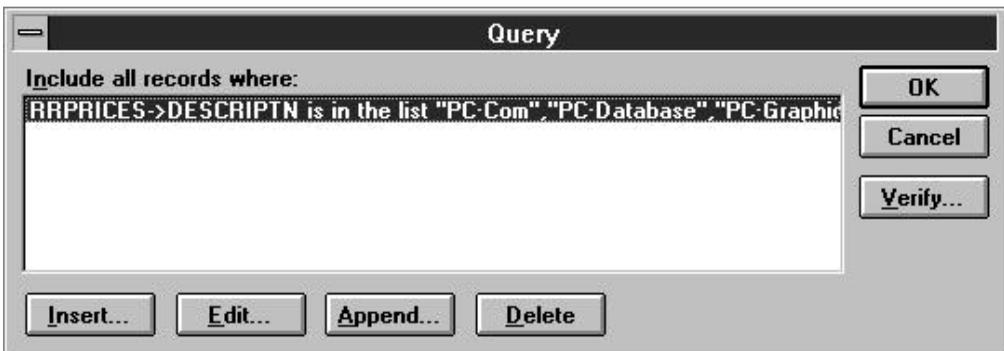 Query
Include all records where:
RRPRICES->DESCRIPTN is in the list "PC-Com","PC-Database","PC-Graphic
OK
Cancel
Verify...
Insert... Edit... Append... Delete